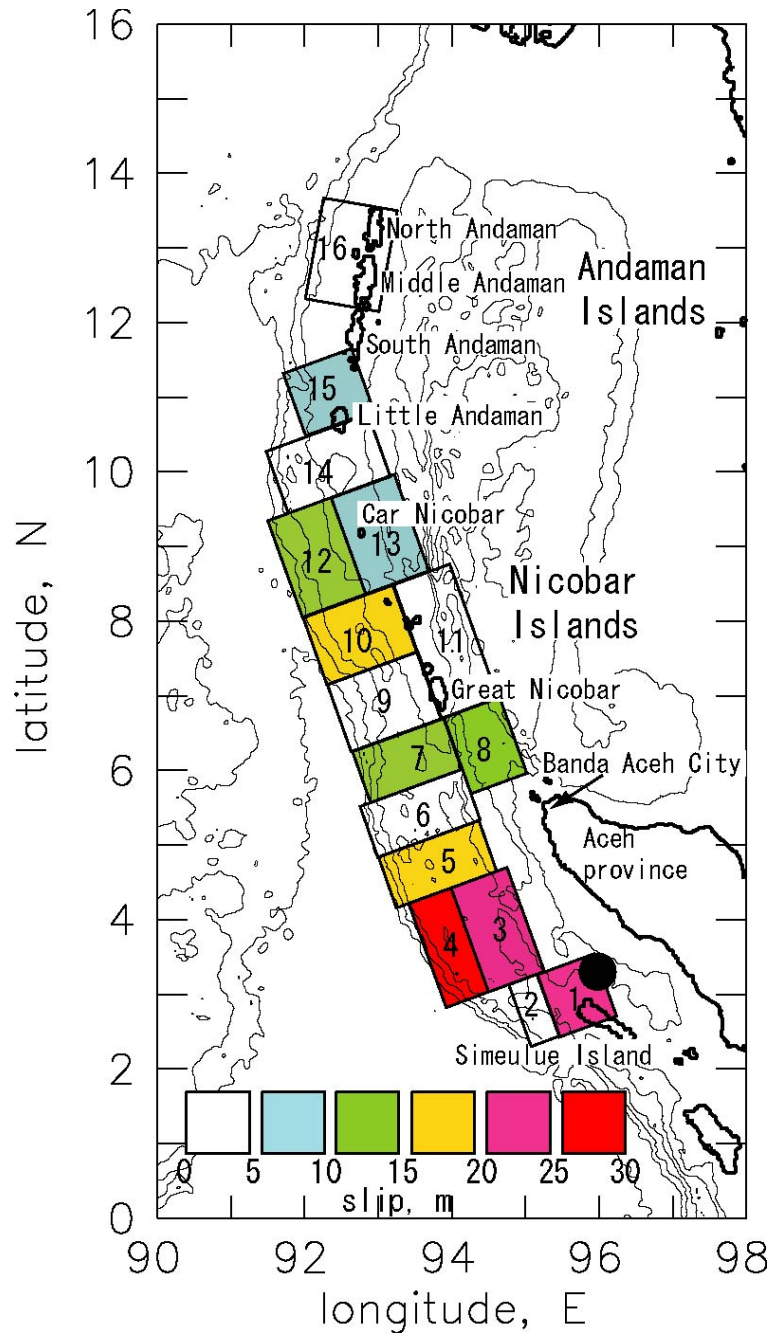 16
North Andaman
16
Andaman
Islands
Middle Andaman
14
12
South Andaman
15
Little Andaman
10
14
Car Nicobar
13
12
Nicobar
Islands
8
10
11
9
Great Nicobar
latitude, N
7
8
Banda Aceh City
6
6
Aceh
province
5
4
3
4
1
2
Simeulue Island
2
0 5 10 15 20 25 30
slip, m
0
90 92 94 96 98
longitude, E